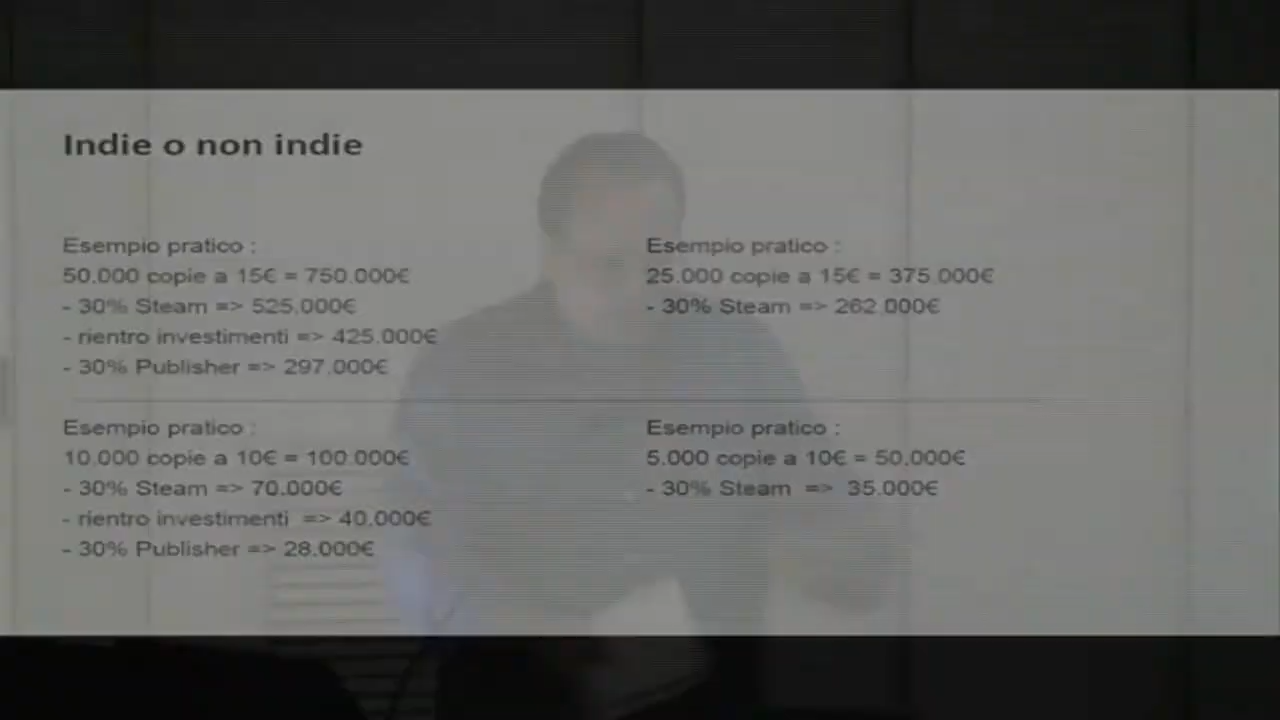 Indie o non indie
Esempio pratico :
50.000 copie a 15€ = 750.000€
- 30% Steam => 525.000€
- rientro investimenti => 425.000€
- 30% Publisher => 297.000€
Esempio pratico :
25.000 copie a 15€ = 375.000€
- 30% Steam => 262.000€
Esempio pratico :
10.000 copie a 10€ = 100.000€
- 30% Steam => 70.000€
- rientro investimenti => 40.000€
- 30% Publisher => 28.000€
Esempio pratico :
5.000 copie a 10€ = 50.000€
- 30% Steam => 35.000€